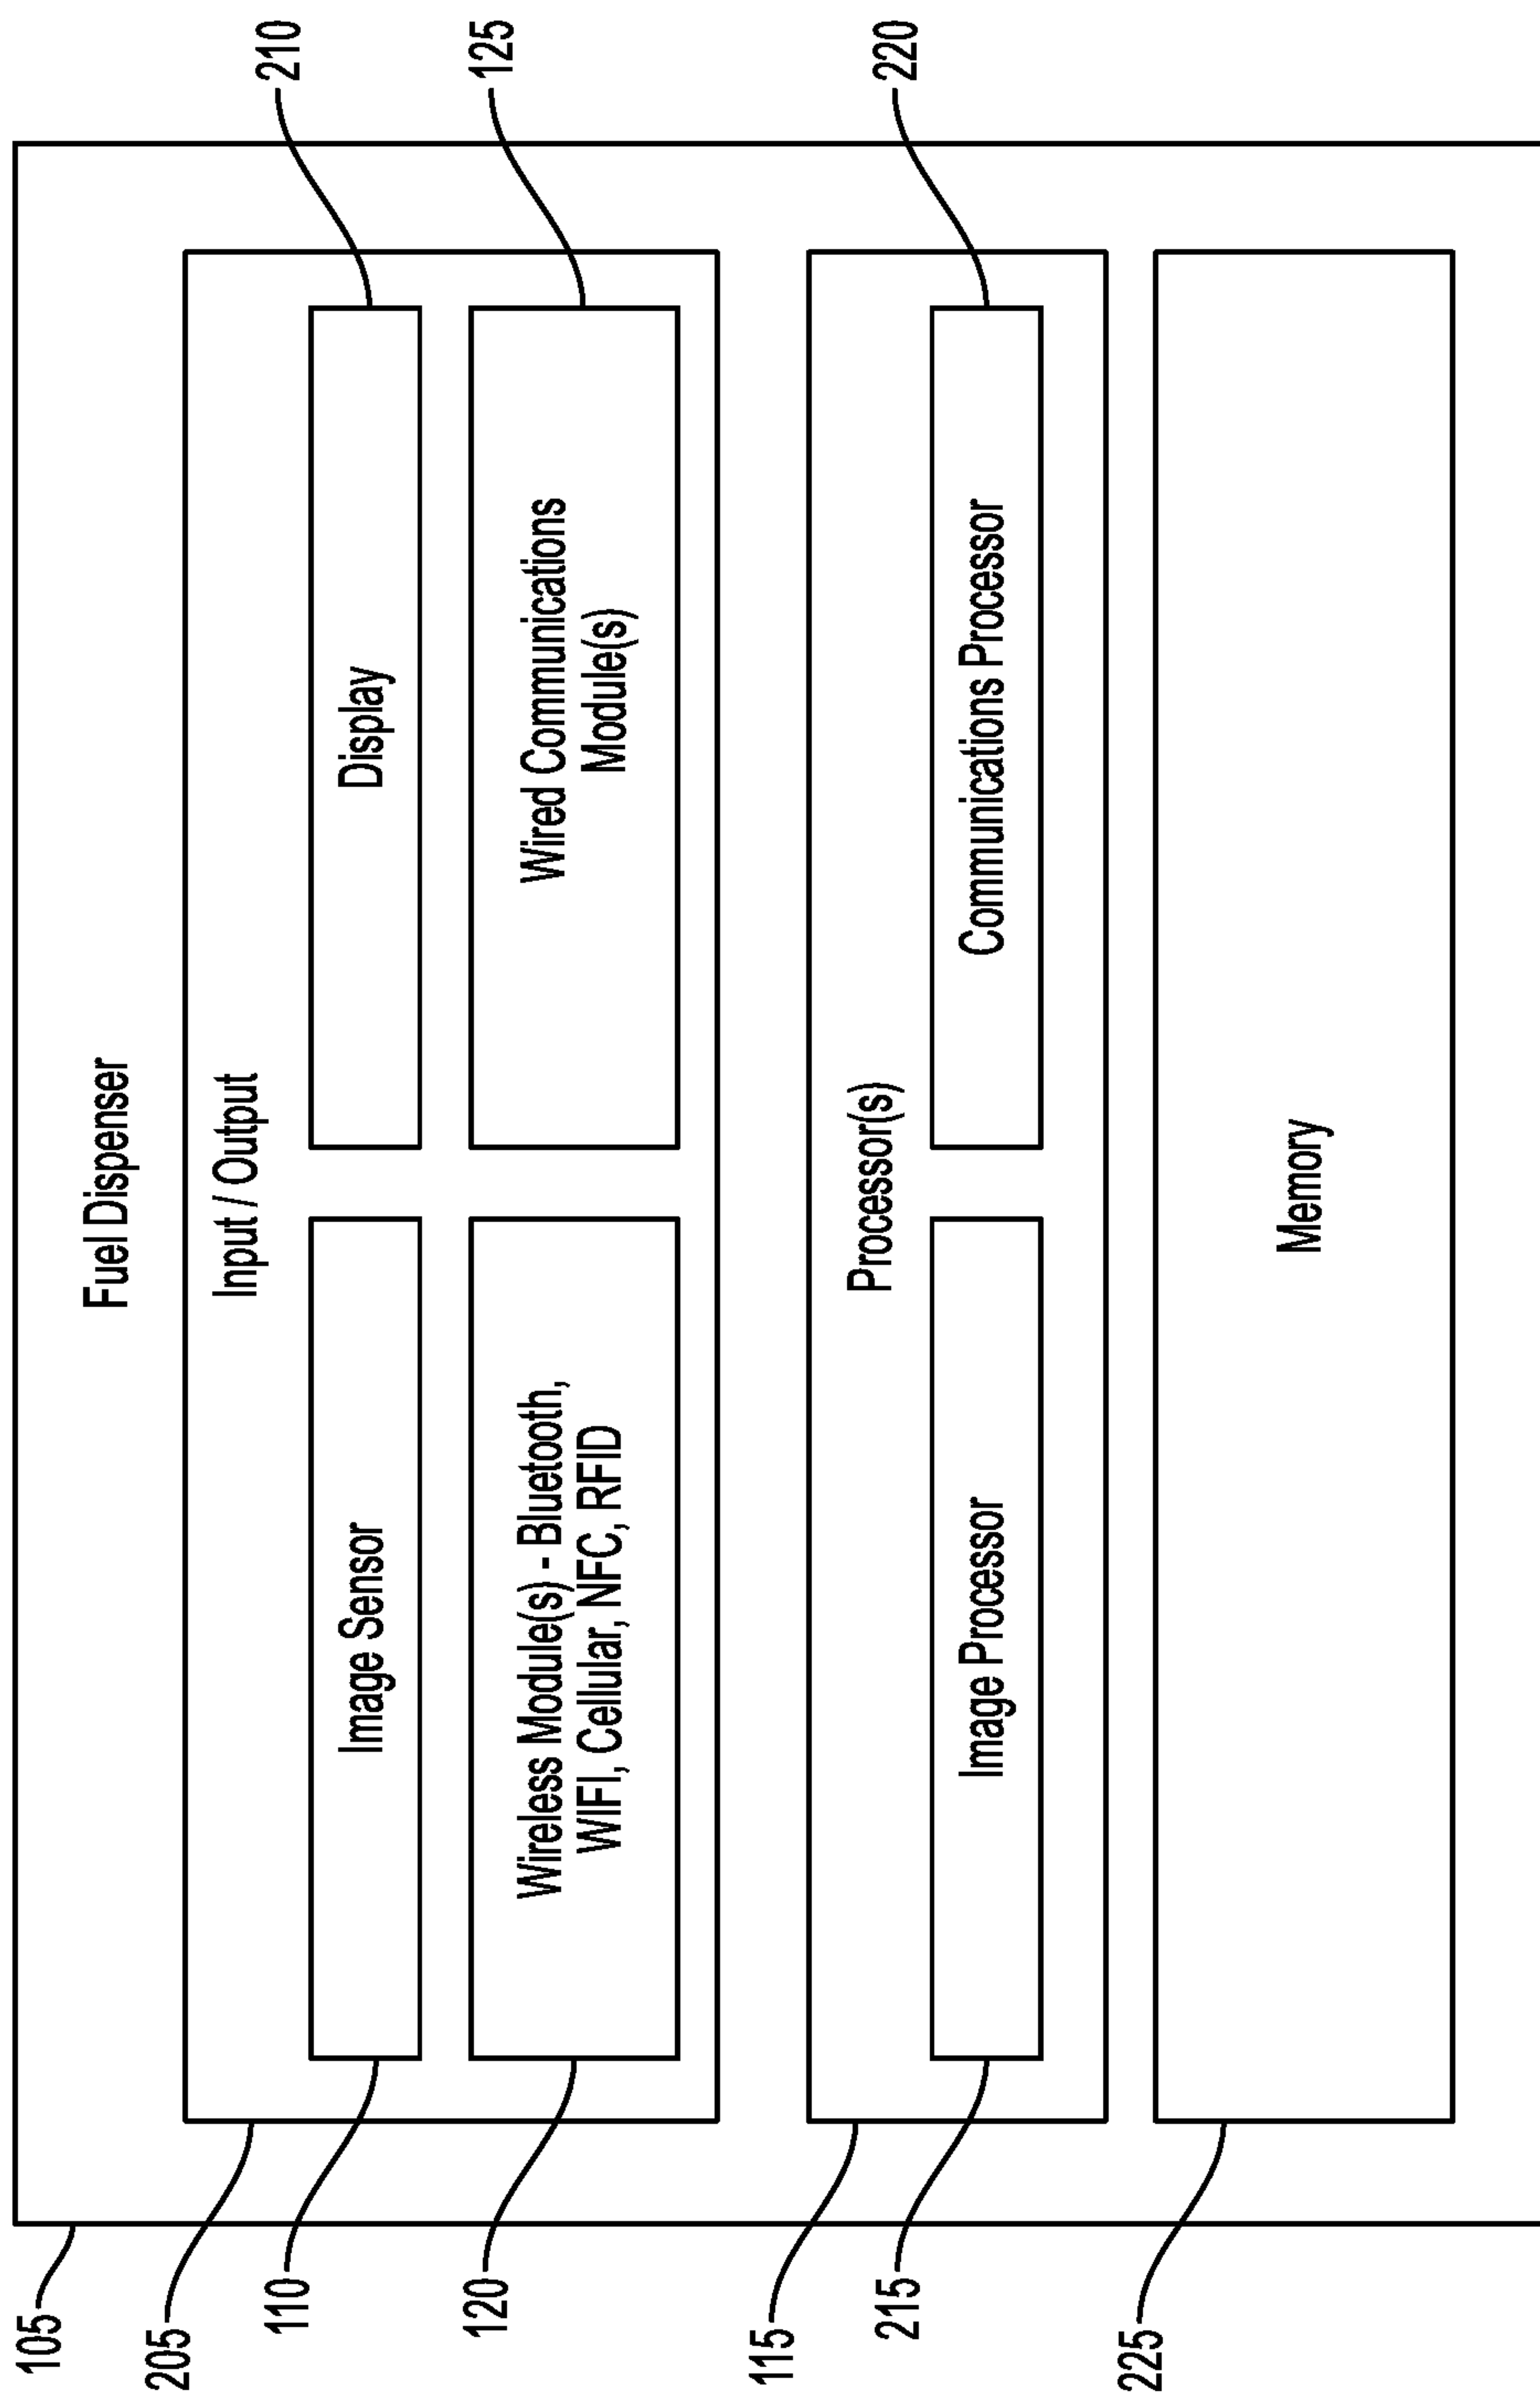 105
Fuel Dispenser
205
Input / Output
110
Image Sensor
Display
210
120
Wireless Module(s) - Bluetooth,
WIFI, Cellular, NFC, RFID
Wired Communications
Module(s)
125
115
Processor(s)
215
Image Processor
Communications Processor
220
225
Memory